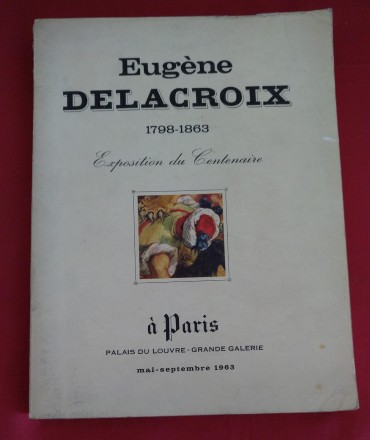 Eugène
DELACROIX
1798-1863
Exposition du Centenaire
à Paris
PALAIS DU LOUVRE - GRANDE GALERIE
mai-septembre 1963